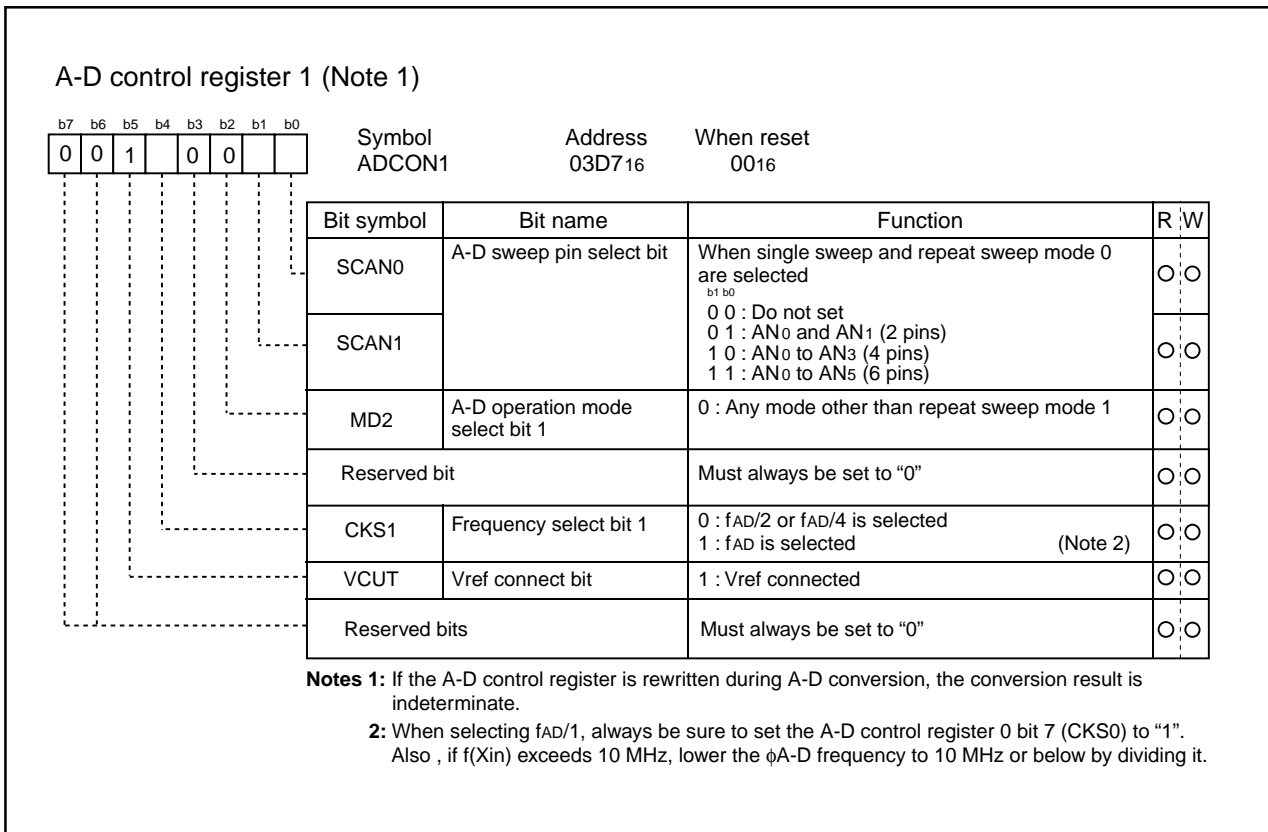 A-D control register 1 (Note 1)
b7 b6 b5 b4 b3 b2 b1 b0
0 0 1 0 0
Symbol Address When reset
ADCON1 03D716 0016
Bit symbol Bit name Function R W
SCAN0 A-D sweep pin select bit When single sweep and repeat sweep mode 0
are selected
b1 b0
0 0 : Do not set
0 1 : AN0 and AN1 (2 pins)
SCAN1
1 0 : AN0 to AN3 (4 pins)
1 1 : AN0 to AN5 (6 pins)
MD2 A-D operation mode
select bit 1
0 : Any mode other than repeat sweep mode 1
Reserved bit Must always be set to “0”
CKS1 Frequency select bit 1 0 : fAD/2 or fAD/4 is selected
1 : fAD is selected (Note 2)
VCUT Vref connect bit 1 : Vref connected
Reserved bits Must always be set to “0”
Notes 1: If the A-D control register is rewritten during A-D conversion, the conversion result is
indeterminate.
2: When selecting fAD/1, always be sure to set the A-D control register 0 bit 7 (CKS0) to “1”.
Also , if f(Xin) exceeds 10 MHz, lower the ϕA-D frequency to 10 MHz or below by dividing it.